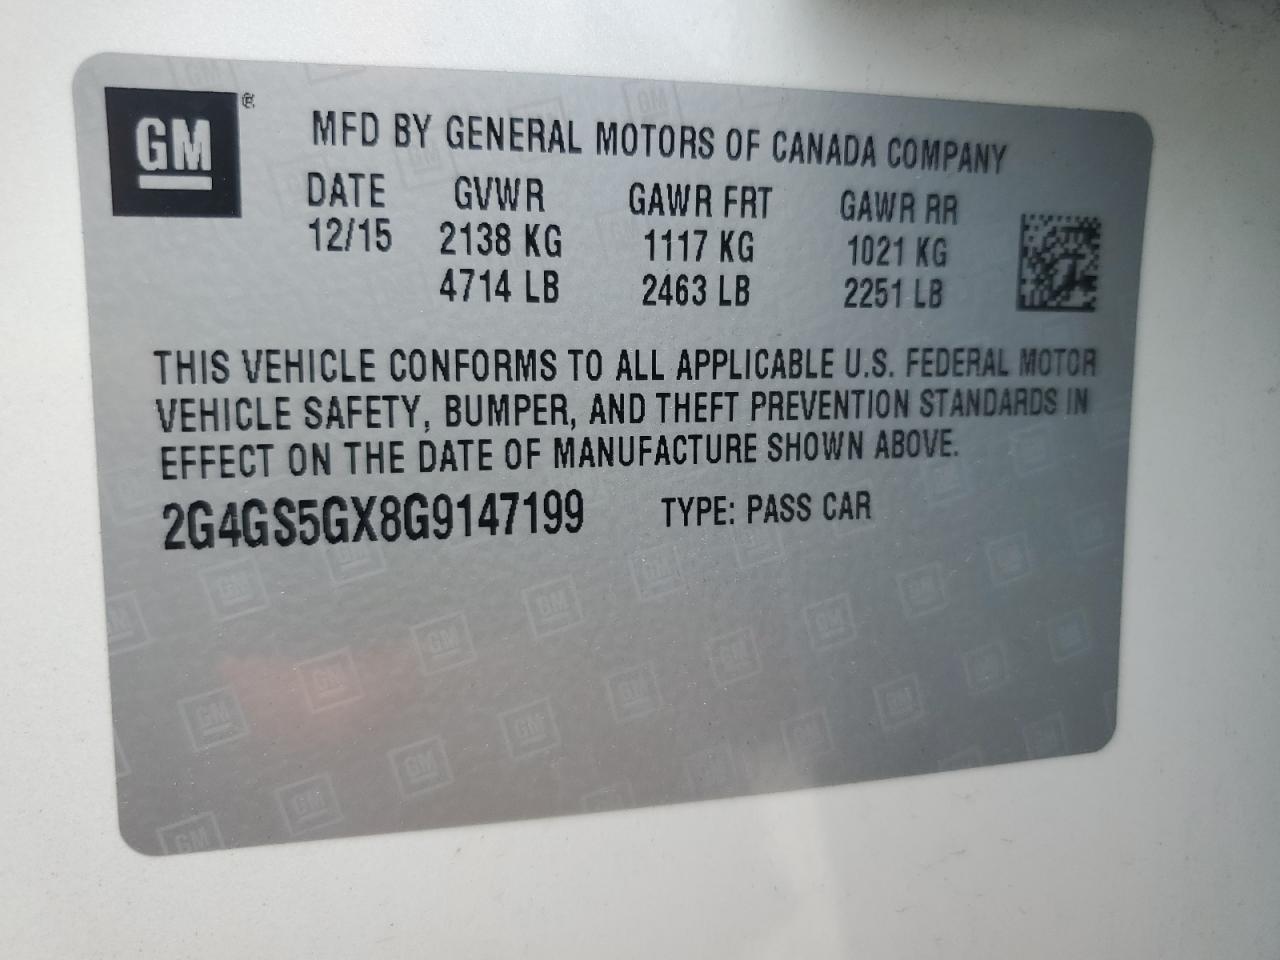 GM ®
MFD BY GENERAL MOTORS OF CANADA COMPANY
DATE GVWR GAWR FRT GAWR RR
12/15 2138 KG 1117 KG 1021 KG
4714 LB 2463 LB 2251 LB
THIS VEHICLE CONFORMS TO ALL APPLICABLE U.S. FEDERAL MOTOR
VEHICLE SAFETY, BUMPER, AND THEFT PREVENTION STANDARDS IN
EFFECT ON THE DATE OF MANUFACTURE SHOWN ABOVE.
2G4GS5GX8G9147199 TYPE: PASS CAR